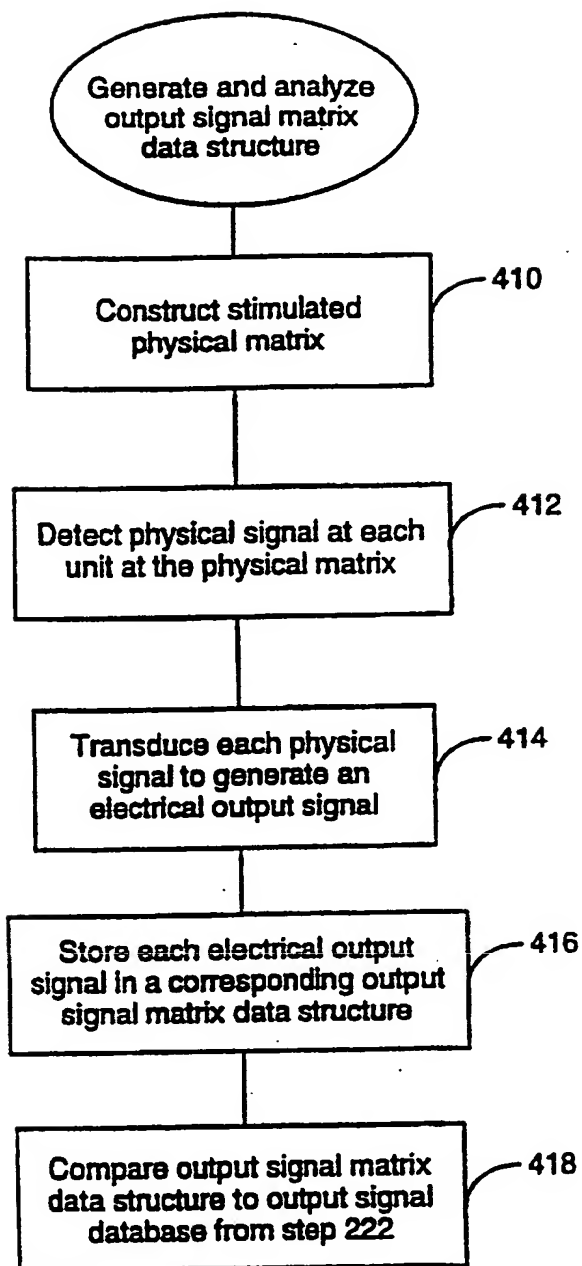 Generate and analyze
output signal matrix
data structure
410
Construct stimulated
physical matrix
412
Detect physical signal at each
unit at the physical matrix
414
Transduce each physical
signal to generate an
electrical output signal
416
Store each electrical output
signal in a corresponding output
signal matrix data structure
418
Compare output signal matrix
data structure to output signal
database from step 222